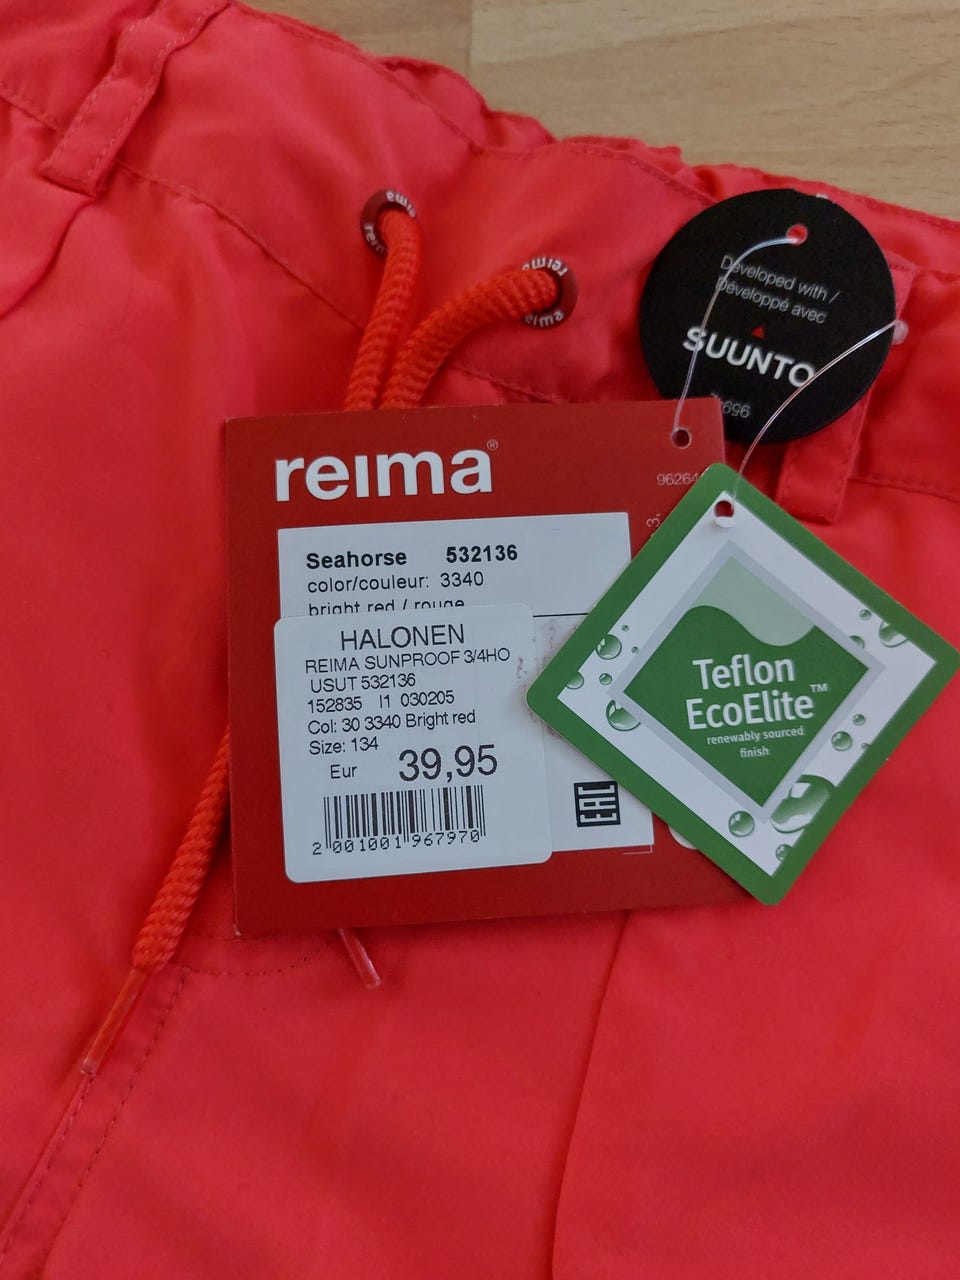 reima
reima
reima
reima
Developed with /
Développé avec
SUUNTO
reima®
Seahorse 532136
color/couleur: 3340
bright red / rouge
HALONEN
REIMA SUNPROOF 3/4HO
USUT 532136
152835 I1 030205
Col: 30 3340 Bright red
Size: 134
Eur 39,95
2 001001 967970
EAC
Teflon
EcoElite™
renewably sourced
finish